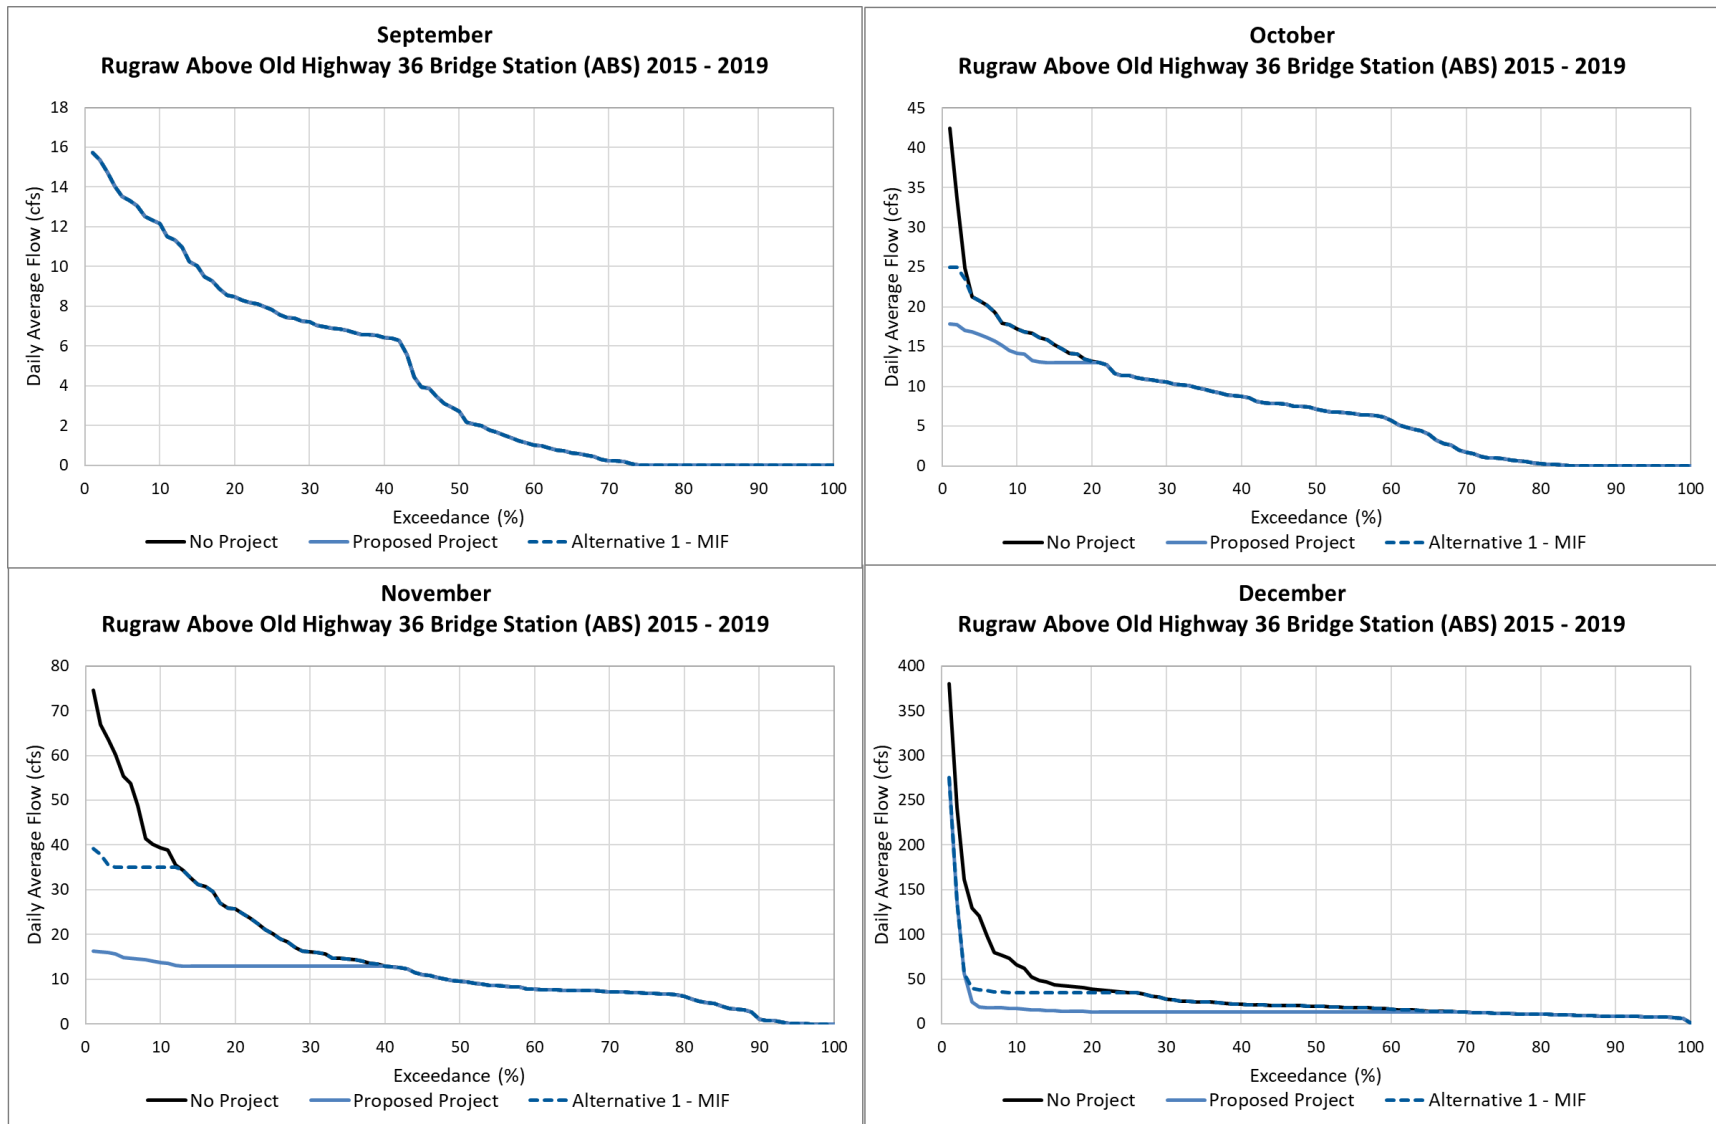 September
Rugraw Above Old Highway 36 Bridge Station (ABS) 2015 - 2019
18
16
14
12
10
8
6
4
2
0
Daily Average Flow (cfs)
0 10 20 30 40 50 60 70 80 90 100
Exceedance (%)
No Project Proposed Project Alternative 1 - MIF
October
Rugraw Above Old Highway 36 Bridge Station (ABS) 2015 - 2019
45
40
35
30
25
20
15
10
5
0
Daily Average Flow (cfs)
0 10 20 30 40 50 60 70 80 90 100
Exceedance (%)
No Project Proposed Project Alternative 1 - MIF
November
Rugraw Above Old Highway 36 Bridge Station (ABS) 2015 - 2019
80
70
60
50
40
30
20
10
0
Daily Average Flow (cfs)
0 10 20 30 40 50 60 70 80 90 100
Exceedance (%)
No Project Proposed Project Alternative 1 - MIF
December
Rugraw Above Old Highway 36 Bridge Station (ABS) 2015 - 2019
400
350
300
250
200
150
100
50
0
Daily Average Flow (cfs)
0 10 20 30 40 50 60 70 80 90 100
Exceedance (%)
No Project Proposed Project Alternative 1 - MIF